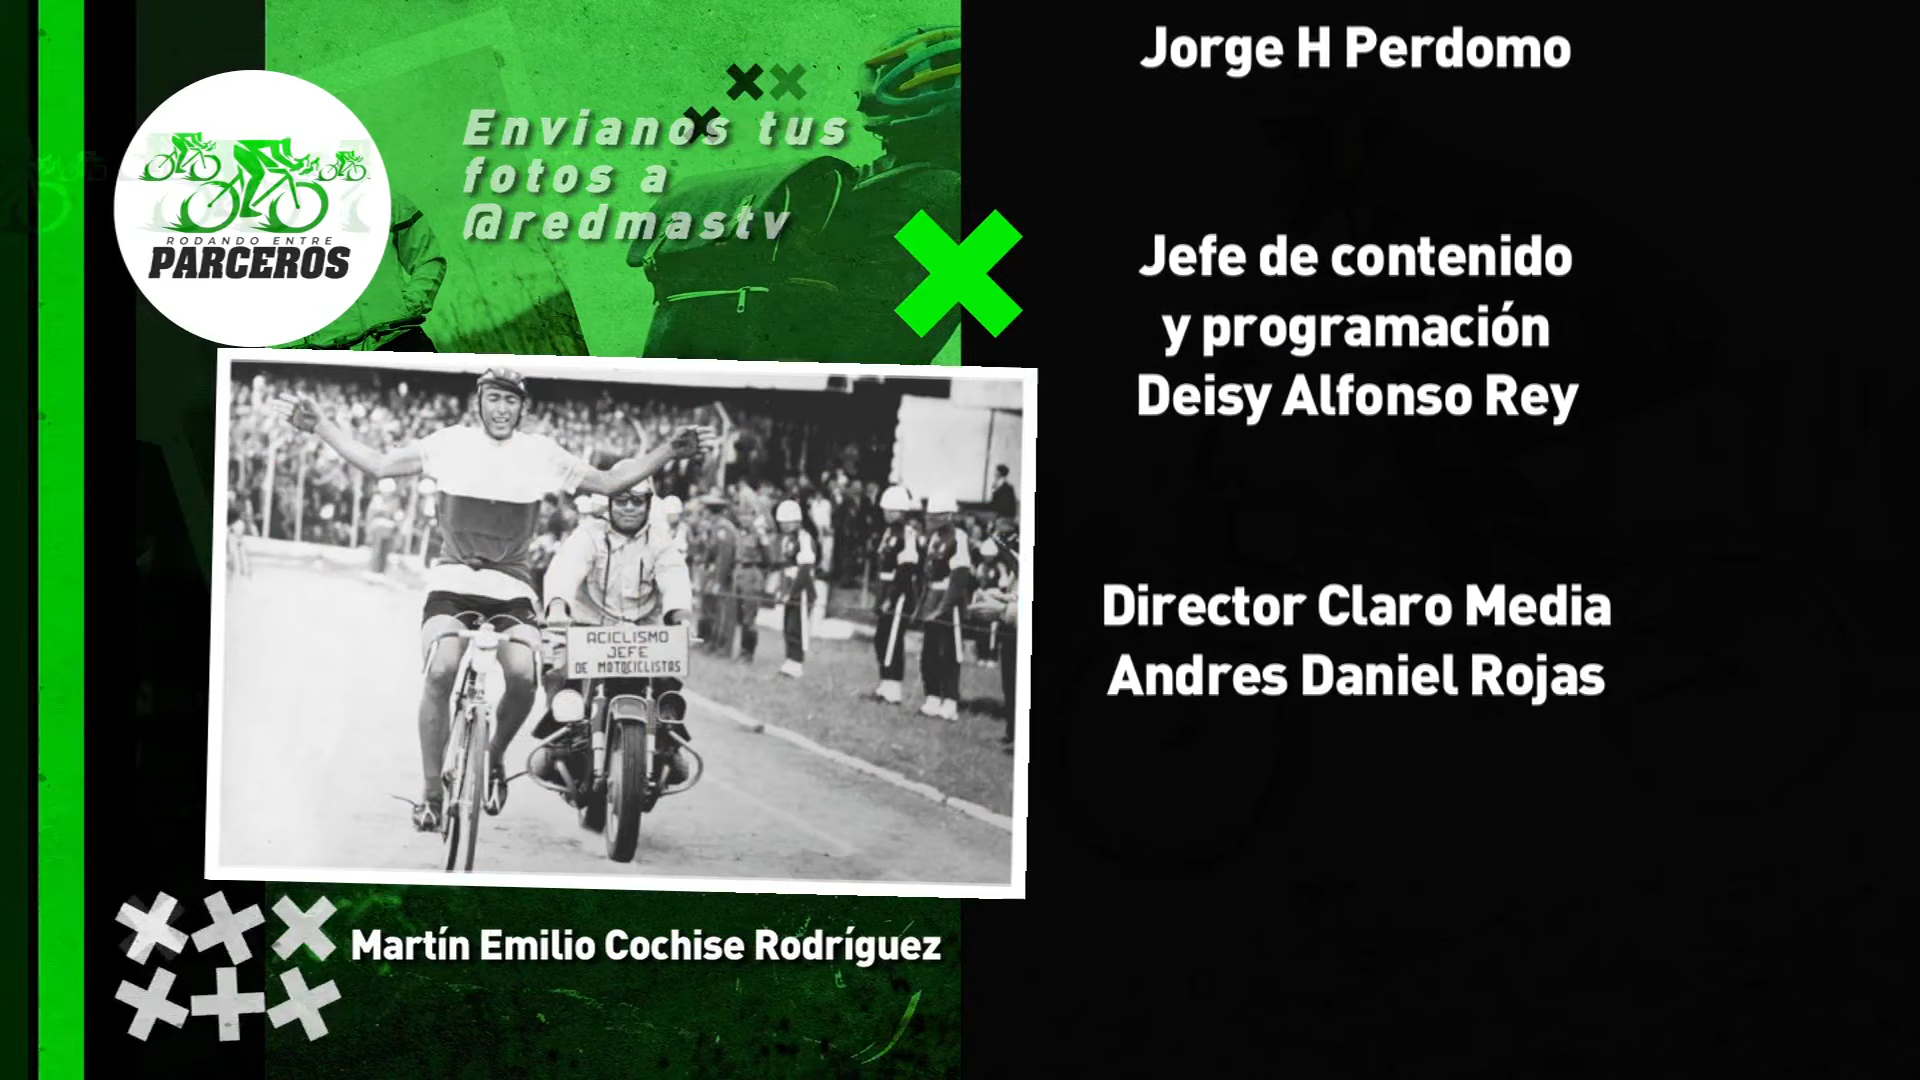 Envianos tus
fotos a
@redmastv
RODANDO ENTRE
PARCEROS
ACICLISMO
JEFE
DE MOTOCICLISTAS
Martín Emilio Cochise Rodríguez
Jorge H Perdomo
Jefe de contenido
y programación
Deisy Alfonso Rey
Director Claro Media
Andres Daniel Rojas